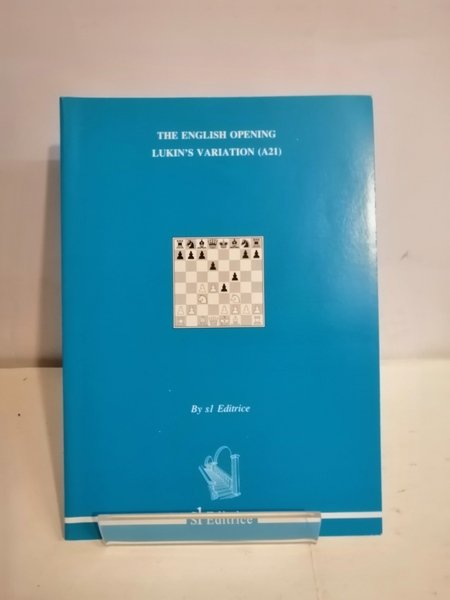 THE ENGLISH OPENING
LUKIN'S VARIATION (A21)
By s1 Editrice
S1 Editrice